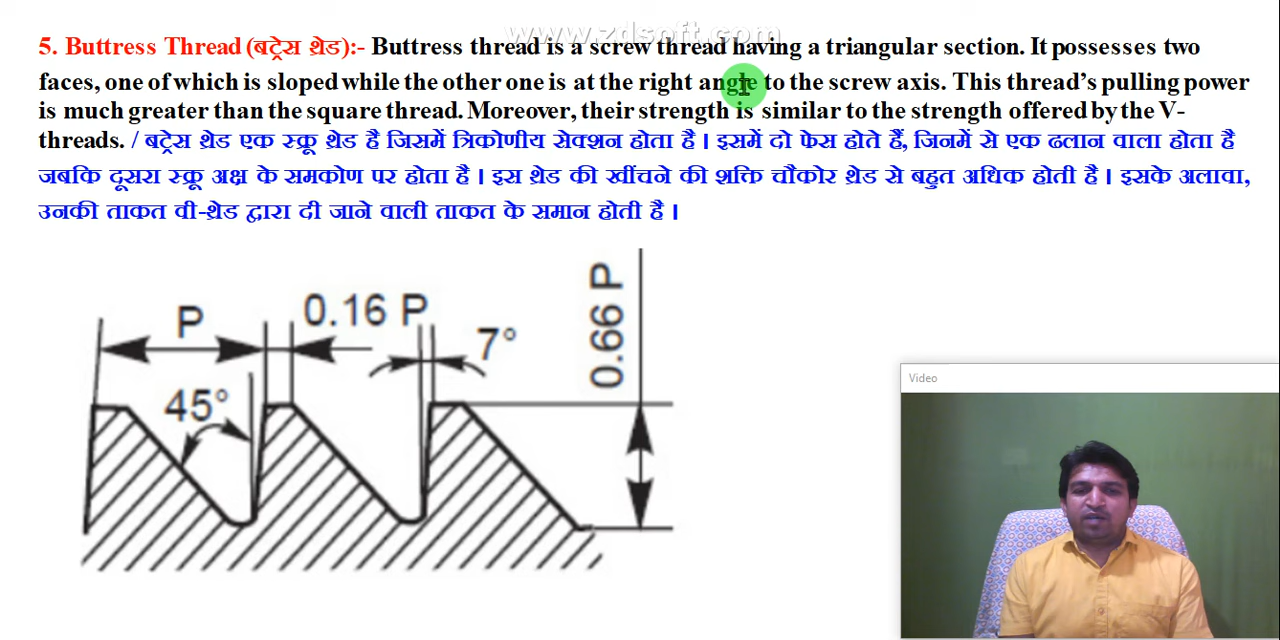 www.zdsoft.com
5. Buttress Thread (बट्रेस थ्रेड):- Buttress thread is a screw thread having a triangular section. It possesses two
faces, one of which is sloped while the other one is at the right angle to the screw axis. This thread's pulling power
is much greater than the square thread. Moreover, their strength is similar to the strength offered by the V-
threads. / बट्रेस थ्रेड एक स्क्रू थ्रेड है जिसमें त्रिकोणीय सेक्शन होता है। इसमें दो फेस होते हैं, जिनमें से एक ढलान वाला होता है
जबकि दूसरा स्क्रू अक्ष के समकोण पर होता है। इस थ्रेड की खींचने की शक्ति चौकोर थ्रेड से बहुत अधिक होती है। इसके अलावा,
उनकी ताकत वी-थ्रेड द्वारा दी जाने वाली ताकत के समान होती है।
P
0.16 P
7°
0.66 P
45°
Video